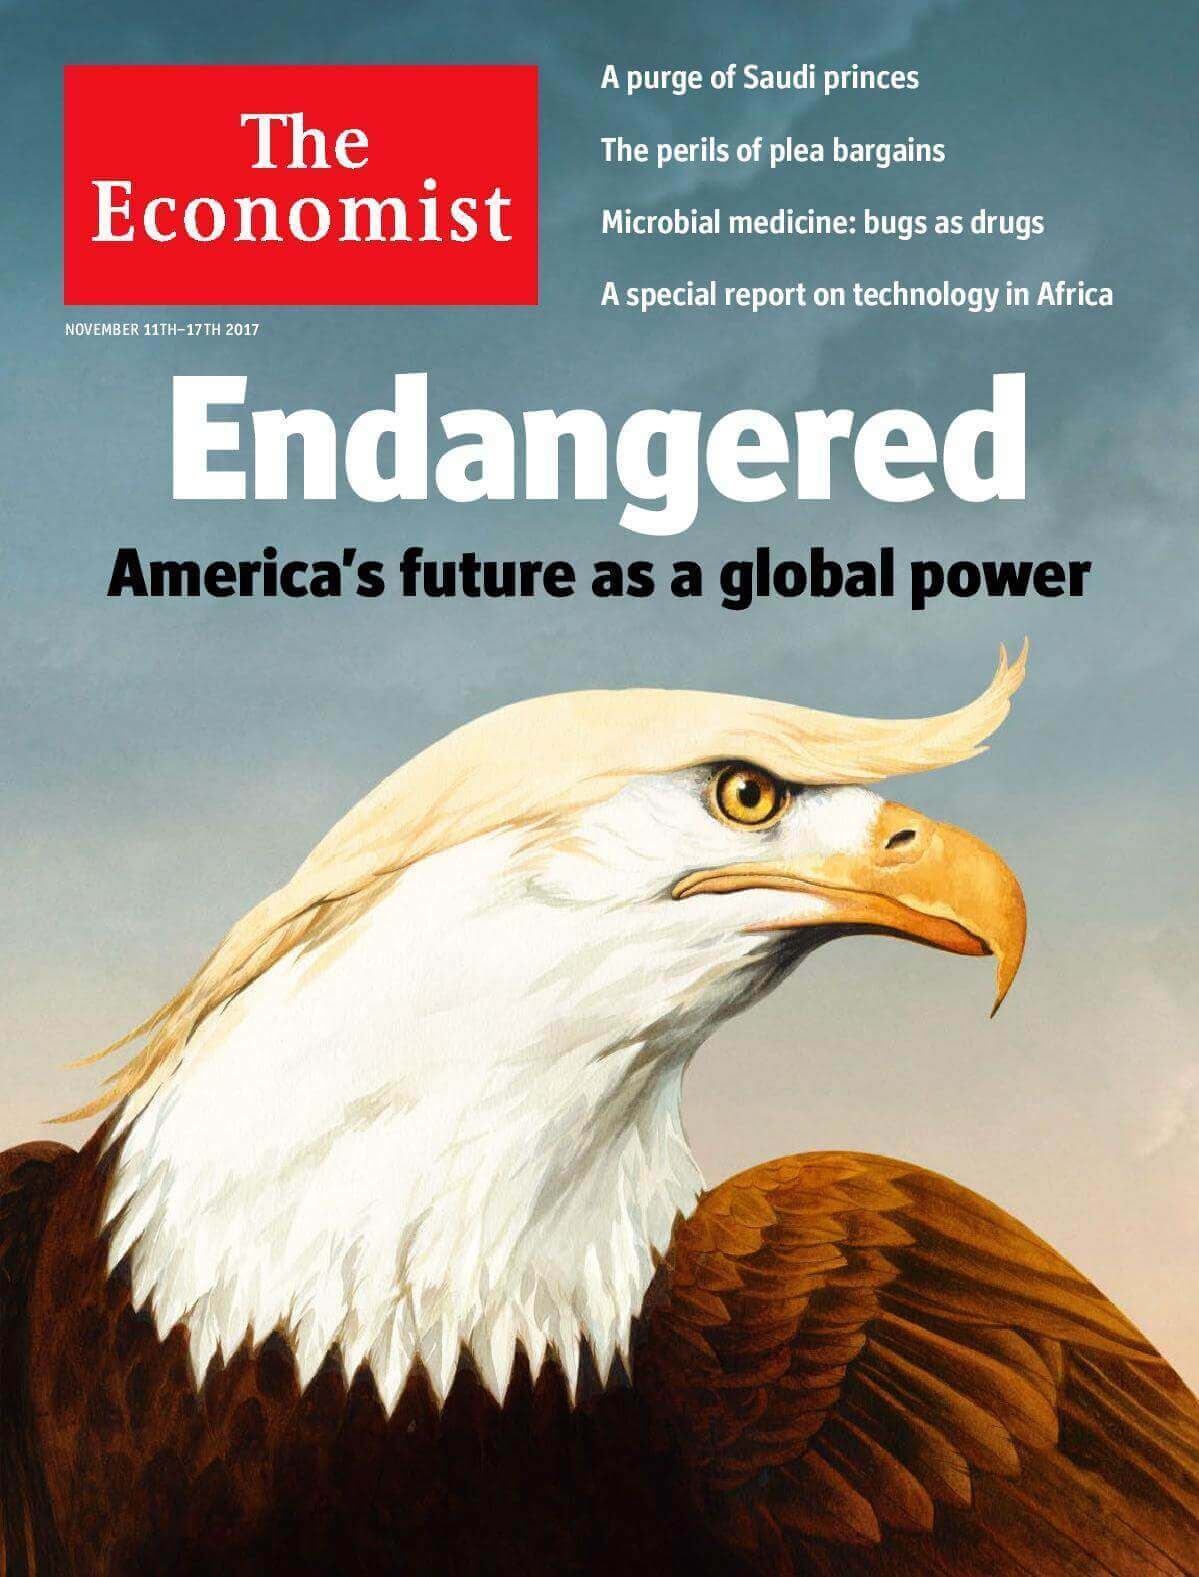 The
Economist
NOVEMBER 11TH–17TH 2017
A purge of Saudi princes
The perils of plea bargains
Microbial medicine: bugs as drugs
A special report on technology in Africa
Endangered
America's future as a global power